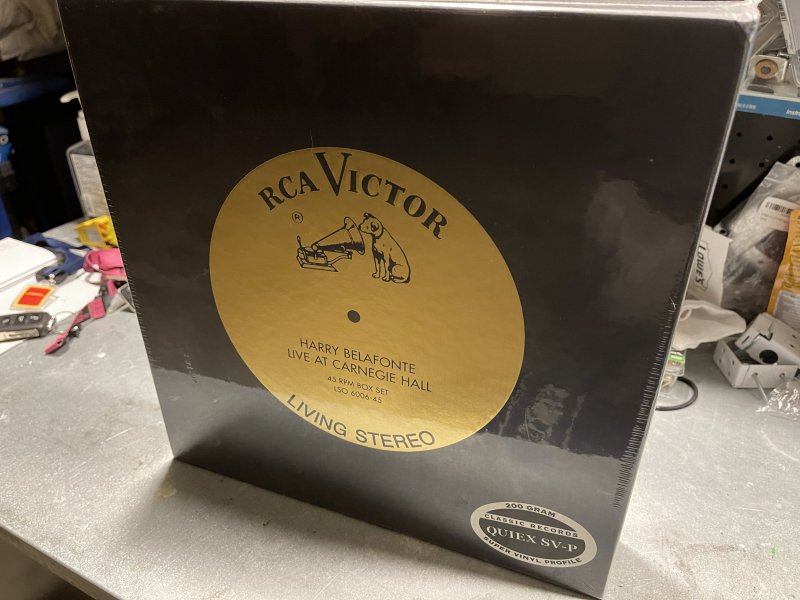 RCA VICTOR
®
HARRY BELAFONTE
LIVE AT CARNEGIE HALL
45 RPM BOX SET
LSO 6006-45
LIVING STEREO
200 GRAM
CLASSIC RECORDS
QUIEX SV-P
SUPER VINYL PROFILE
LOWE'S